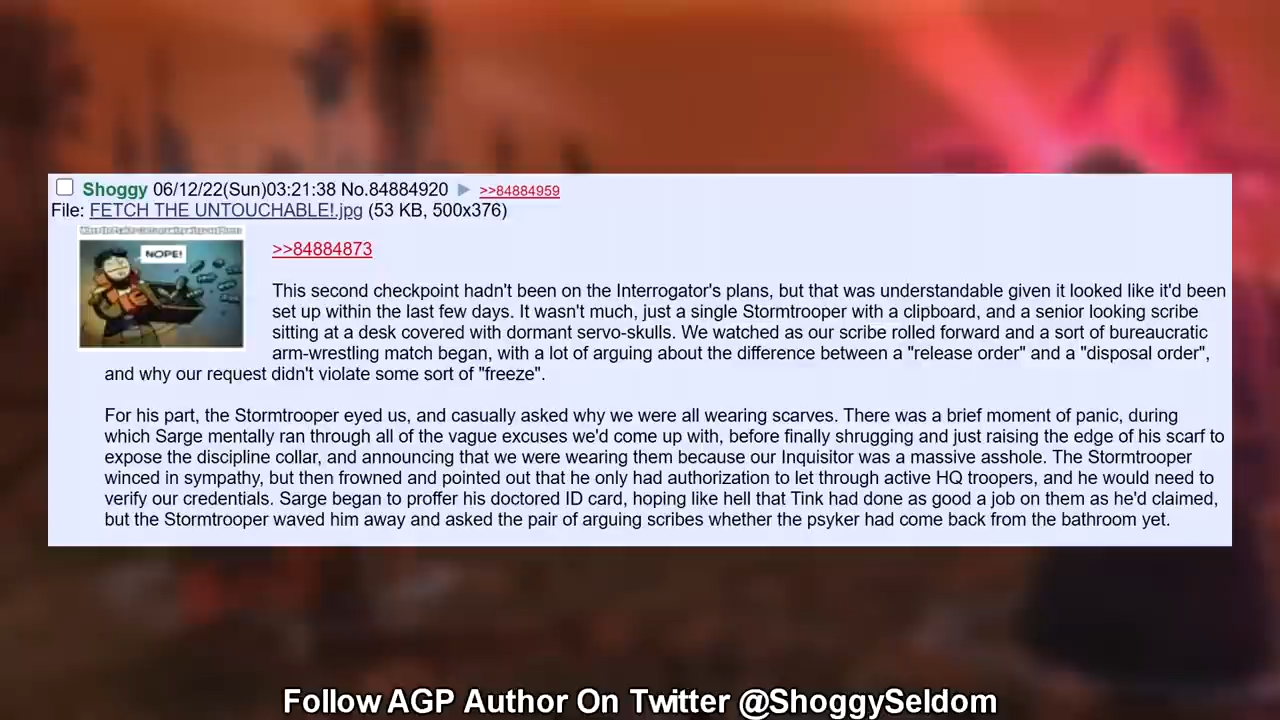 Shoggy 06/12/22(Sun)03:21:38 No.84884920 ▶ >>84884959
File: FETCH THE UNTOUCHABLE!.jpg (53 KB, 500x376)
NOPE!
>>84884873
This second checkpoint hadn't been on the Interrogator's plans, but that was understandable given it looked like it'd been
set up within the last few days. It wasn't much, just a single Stormtrooper with a clipboard, and a senior looking scribe
sitting at a desk covered with dormant servo-skulls. We watched as our scribe rolled forward and a sort of bureaucratic
arm-wrestling match began, with a lot of arguing about the difference between a "release order" and a "disposal order",
and why our request didn't violate some sort of "freeze".
For his part, the Stormtrooper eyed us, and casually asked why we were all wearing scarves. There was a brief moment of panic, during
which Sarge mentally ran through all of the vague excuses we'd come up with, before finally shrugging and just raising the edge of his scarf to
expose the discipline collar, and announcing that we were wearing them because our Inquisitor was a massive asshole. The Stormtrooper
winced in sympathy, but then frowned and pointed out that he only had authorization to let through active HQ troopers, and he would need to
verify our credentials. Sarge began to proffer his doctored ID card, hoping like hell that Tink had done as good a job on them as he'd claimed,
but the Stormtrooper waved him away and asked the pair of arguing scribes whether the psyker had come back from the bathroom yet.
Follow AGP Author On Twitter @ShoggySeldom